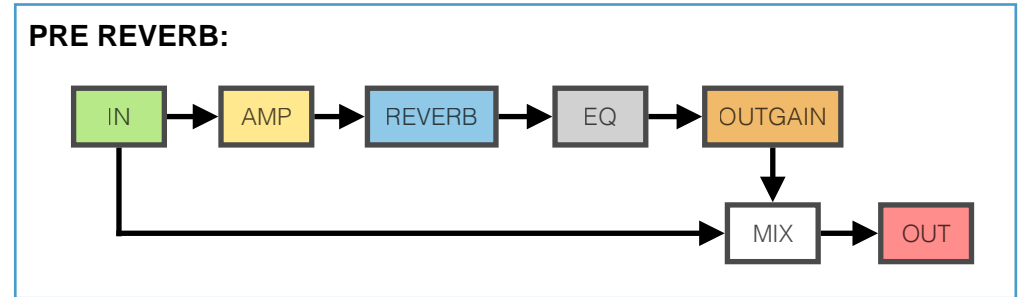 PRE REVERB:
IN AMP REVERB EQ OUTGAIN
MIX OUT